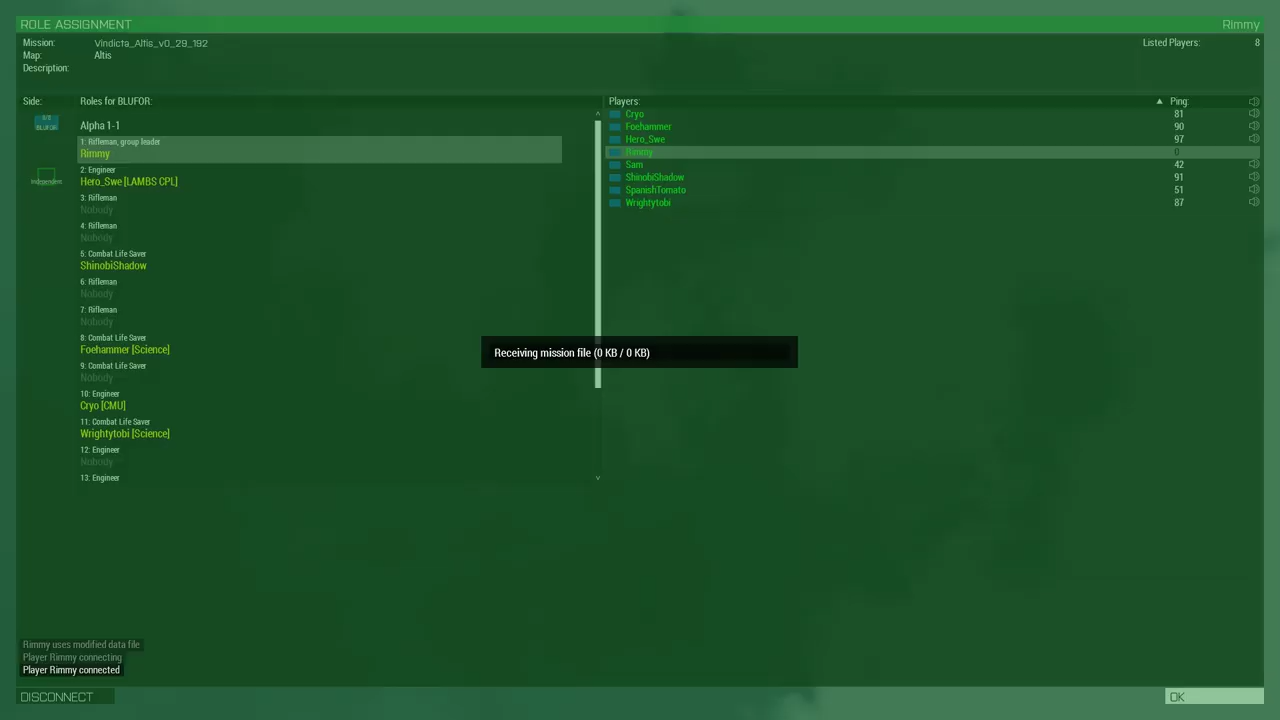 ROLE ASSIGNMENT
Rimmy
Mission: Vindicta_Altis_v0_29_192
Listed Players: 8
Map: Altis
Description:
Side:
Roles for BLUFOR:
Players:
Ping:
BLUFOR
Independent
Alpha 1-1
1: Rifleman, group leader
Rimmy
2: Engineer
Hero_Swe [LAMBS CPL]
3: Rifleman
Nobody
4: Rifleman
Nobody
5: Combat Life Saver
ShinobiShadow
6: Rifleman
Nobody
7: Rifleman
Nobody
8: Combat Life Saver
Foehammer [Science]
9: Combat Life Saver
Nobody
10: Engineer
Cryo [CMU]
11: Combat Life Saver
Wrightytobi [Science]
12: Engineer
Nobody
13: Engineer
Cryo 81
Foehammer 90
Hero_Swe 97
Rimmy 0
Sam 42
ShinobiShadow 91
SpanishTomato 51
Wrightytobi 87
Receiving mission file (0 KB / 0 KB)
Rimmy uses modified data file
Player Rimmy connecting
Player Rimmy connected
DISCONNECT
OK